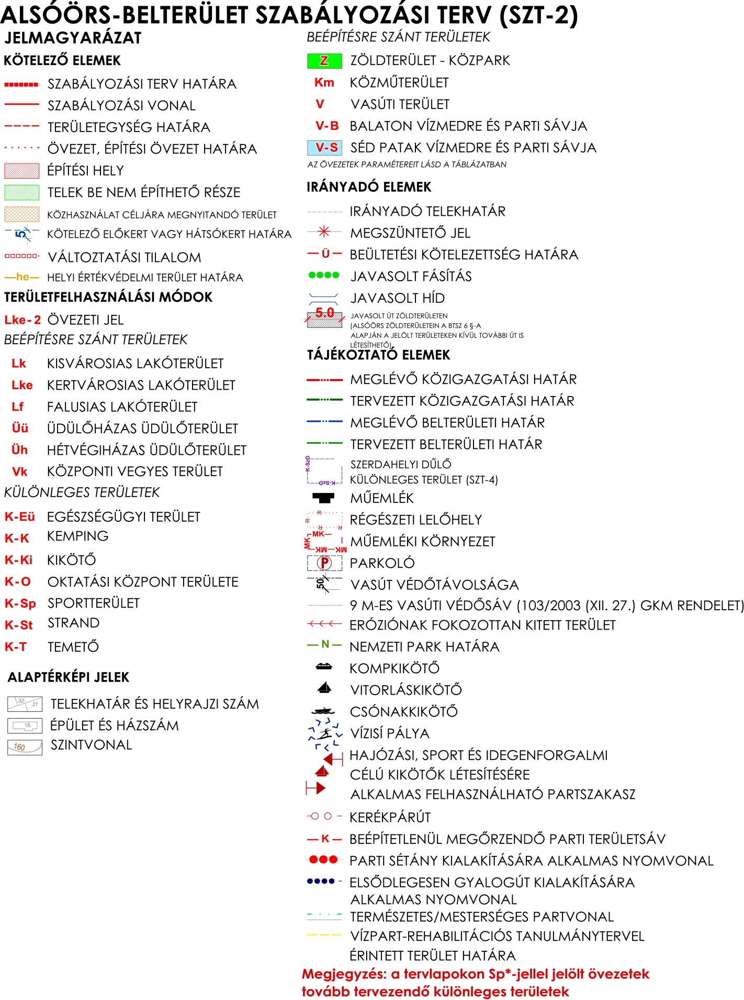 ALSÓÖRS-BELTERÜLET SZABÁLYOZÁSI TERV (SZT-2)
JELMAGYARÁZAT
KÖTELEZŐ ELEMEK
SZABÁLYOZÁSI TERV HATÁRA
SZABÁLYOZÁSI VONAL
TERÜLETEGYSÉG HATÁRA
ÖVEZET, ÉPÍTÉSI ÖVEZET HATÁRA
ÉPÍTÉSI HELY
TELEK BE NEM ÉPÍTHETŐ RÉSZE
KÖZHASZNÁLAT CÉLJÁRA MEGNYITANDÓ TERÜLET
5 KÖTELEZŐ ELŐKERT VAGY HÁTSÓKERT HATÁRA
VÁLTOZTATÁSI TILALOM
he HELYI ÉRTÉKVÉDELMI TERÜLET HATÁRA
TERÜLETFELHASZNÁLÁSI MÓDOK
Lke-2 ÖVEZETI JEL
BEÉPÍTÉSRE SZÁNT TERÜLETEK
Lk KISVÁROSIAS LAKÓTERÜLET
Lke KERTVÁROSIAS LAKÓTERÜLET
Lf FALUSIAS LAKÓTERÜLET
Üü ÜDÜLŐHÁZAS ÜDÜLŐTERÜLET
Üh HÉTVÉGIHÁZAS ÜDÜLŐTERÜLET
Vk KÖZPONTI VEGYES TERÜLET
KÜLÖNLEGES TERÜLETEK
K-Eü EGÉSZSÉGÜGYI TERÜLET
K-K KEMPING
K-Ki KIKÖTŐ
K-O OKTATÁSI KÖZPONT TERÜLETE
K-Sp SPORTTERÜLET
K-St STRAND
K-T TEMETŐ
ALAPTÉRKÉPI JELEK
32 31 TELEKHATÁR ÉS HELYRAJZI SZÁM
18 ÉPÜLET ÉS HÁZSZÁM
160 SZINTVONAL
BEÉPÍTÉSRE SZÁNT TERÜLETEK
Z ZÖLDTERÜLET - KÖZPARK
Km KÖZMŰTERÜLET
V VASÚTI TERÜLET
V-B BALATON VÍZMEDRE ÉS PARTI SÁVJA
V-S SÉD PATAK VÍZMEDRE ÉS PARTI SÁVJA
AZ ÖVEZETEK PARAMÉTEREIT LÁSD A TÁBLÁZATBAN
IRÁNYADÓ ELEMEK
IRÁNYADÓ TELEKHATÁR
MEGSZÜNTETŐ JEL
Ü BEÜLTETÉSI KÖTELEZETTSÉG HATÁRA
JAVASOLT FÁSÍTÁS
JAVASOLT HÍD
5.0 JAVASOLT ÚT ZÖLDTERÜLETEN
(ALSÓÖRS ZÖLDTERÜLETEIN A BTSZ 6 §-A
ALAPJÁN A JELÖLT TERÜLETEKEN KÍVÜL TOVÁBBI ÚT IS
LÉTESÍTHETŐ)
TÁJÉKOZTATÓ ELEMEK
MEGLÉVŐ KÖZIGAZGATÁSI HATÁR
TERVEZETT KÖZIGAZGATÁSI HATÁR
MEGLÉVŐ BELTERÜLETI HATÁR
TERVEZETT BELTERÜLETI HATÁR
K-SzD K-SzD SZERDAHELYI DŰLŐ
KÜLÖNLEGES TERÜLET (SZT-4)
MŰEMLÉK
R R R R RÉGÉSZETI LELŐHELY
MK MK MK MK MŰEMLÉKI KÖRNYEZET
P PARKOLÓ
50 VASÚT VÉDŐTÁVOLSÁGA
9 M-ES VASÚTI VÉDŐSÁV (103/2003 (XII. 27.) GKM RENDELET)
ERÓZIÓNAK FOKOZOTTAN KITETT TERÜLET
N NEMZETI PARK HATÁRA
KOMPKIKÖTŐ
VITORLÁSKIKÖTŐ
CSÓNAKKIKÖTŐ
VÍZISÍ PÁLYA
HAJÓZÁSI, SPORT ÉS IDEGENFORGALMI
CÉLÚ KIKÖTŐK LÉTESÍTÉSÉRE
ALKALMAS FELHASZNÁLHATÓ PARTSZAKASZ
KERÉKPÁRÚT
K BEÉPÍTETLENÜL MEGŐRZENDŐ PARTI TERÜLETSÁV
PARTI SÉTÁNY KIALAKÍTÁSÁRA ALKALMAS NYOMVONAL
ELSŐDLEGESEN GYALOGÚT KIALAKÍTÁSÁRA
ALKALMAS NYOMVONAL
TERMÉSZETES/MESTERSÉGES PARTVONAL
VÍZPART-REHABILITÁCIÓS TANULMÁNYTERVEL
ÉRINTETT TERÜLET HATÁRA
Megjegyzés: a tervlapokon Sp*-jellel jelölt övezetek
tovább tervezendő különleges területek